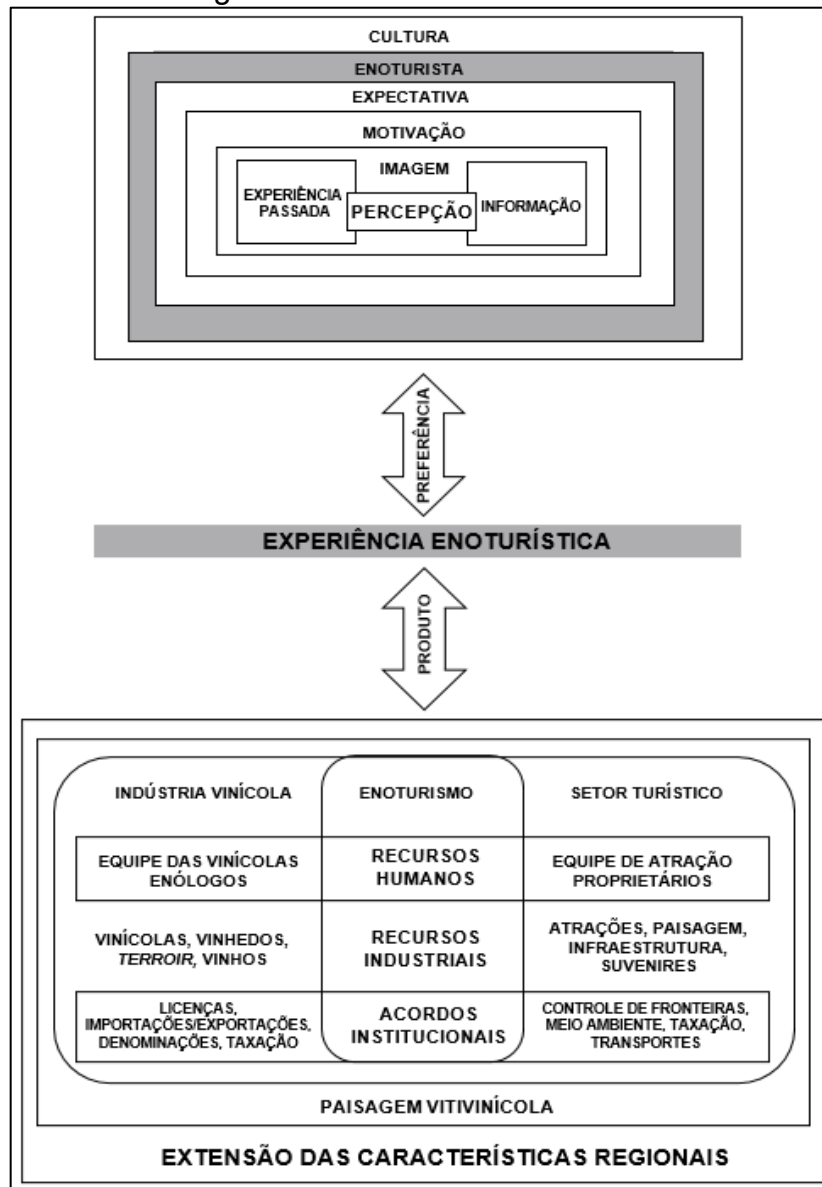 CULTURA
ENOTURISTA
EXPECTATIVA
MOTIVAÇÃO
IMAGEM
EXPERIÊNCIA
PASSADA
PERCEPÇÃO
INFORMAÇÃO
PREFERÊNCIA
EXPERIÊNCIA ENOTURÍSTICA
PRODUTO
INDÚSTRIA VINÍCOLA
ENOTURISMO
SETOR TURÍSTICO
EQUIPE DAS VINÍCOLAS
ENÓLOGOS
RECURSOS
HUMANOS
EQUIPE DE ATRAÇÃO
PROPRIETÁRIOS
VINÍCOLAS, VINHEDOS,
TERROIR, VINHOS
RECURSOS
INDUSTRIAIS
ATRAÇÕES, PAISAGEM,
INFRAESTRUTURA,
SUVENIRES
LICENÇAS,
IMPORTAÇÕES/EXPORTAÇÕES,
DENOMINAÇÕES, TAXAÇÃO
ACORDOS
INSTITUCIONAIS
CONTROLE DE FRONTEIRAS,
MEIO AMBIENTE, TAXAÇÃO,
TRANSPORTES
PAISAGEM VITIVINÍCOLA
EXTENSÃO DAS CARACTERÍSTICAS REGIONAIS